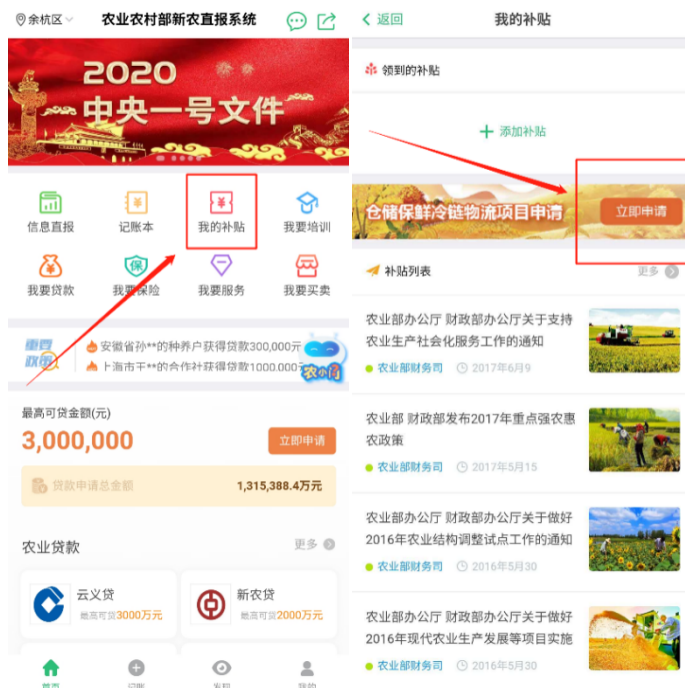 余杭区
农业农村部新农直报系统
2020
中央一号文件
信息直报
记账本
我的补贴
我要培训
我要贷款
我要保险
我要服务
我要买卖
重要
政策
安徽省孙**的种养户获得贷款300,000元
上海市王**的合作社获得贷款1000,000
农小闹
最高可贷金额(元)
3,000,000
立即申请
贷款申请总金额
1,315,388.4万元
农业贷款
更多
云义贷
最高可贷3000万元
新农贷
最高可贷2000万元
首页
记账
发现
我的
返回
我的补贴
领到的补贴
+ 添加补贴
仓储保鲜冷链物流项目申请
立即申请
补贴列表
更多
农业部办公厅 财政部办公厅关于支持
农业生产社会化服务工作的通知
农业部财务司
2017年6月9
农业部 财政部发布2017年重点强农惠
农政策
农业部财务司
2017年5月15
农业部办公厅 财政部办公厅关于做好
2016年农业结构调整试点工作的通知
农业部财务司
2016年5月30
农业部办公厅 财政部办公厅关于做好
2016年现代农业生产发展等项目实施
农业部财务司
2016年5月30